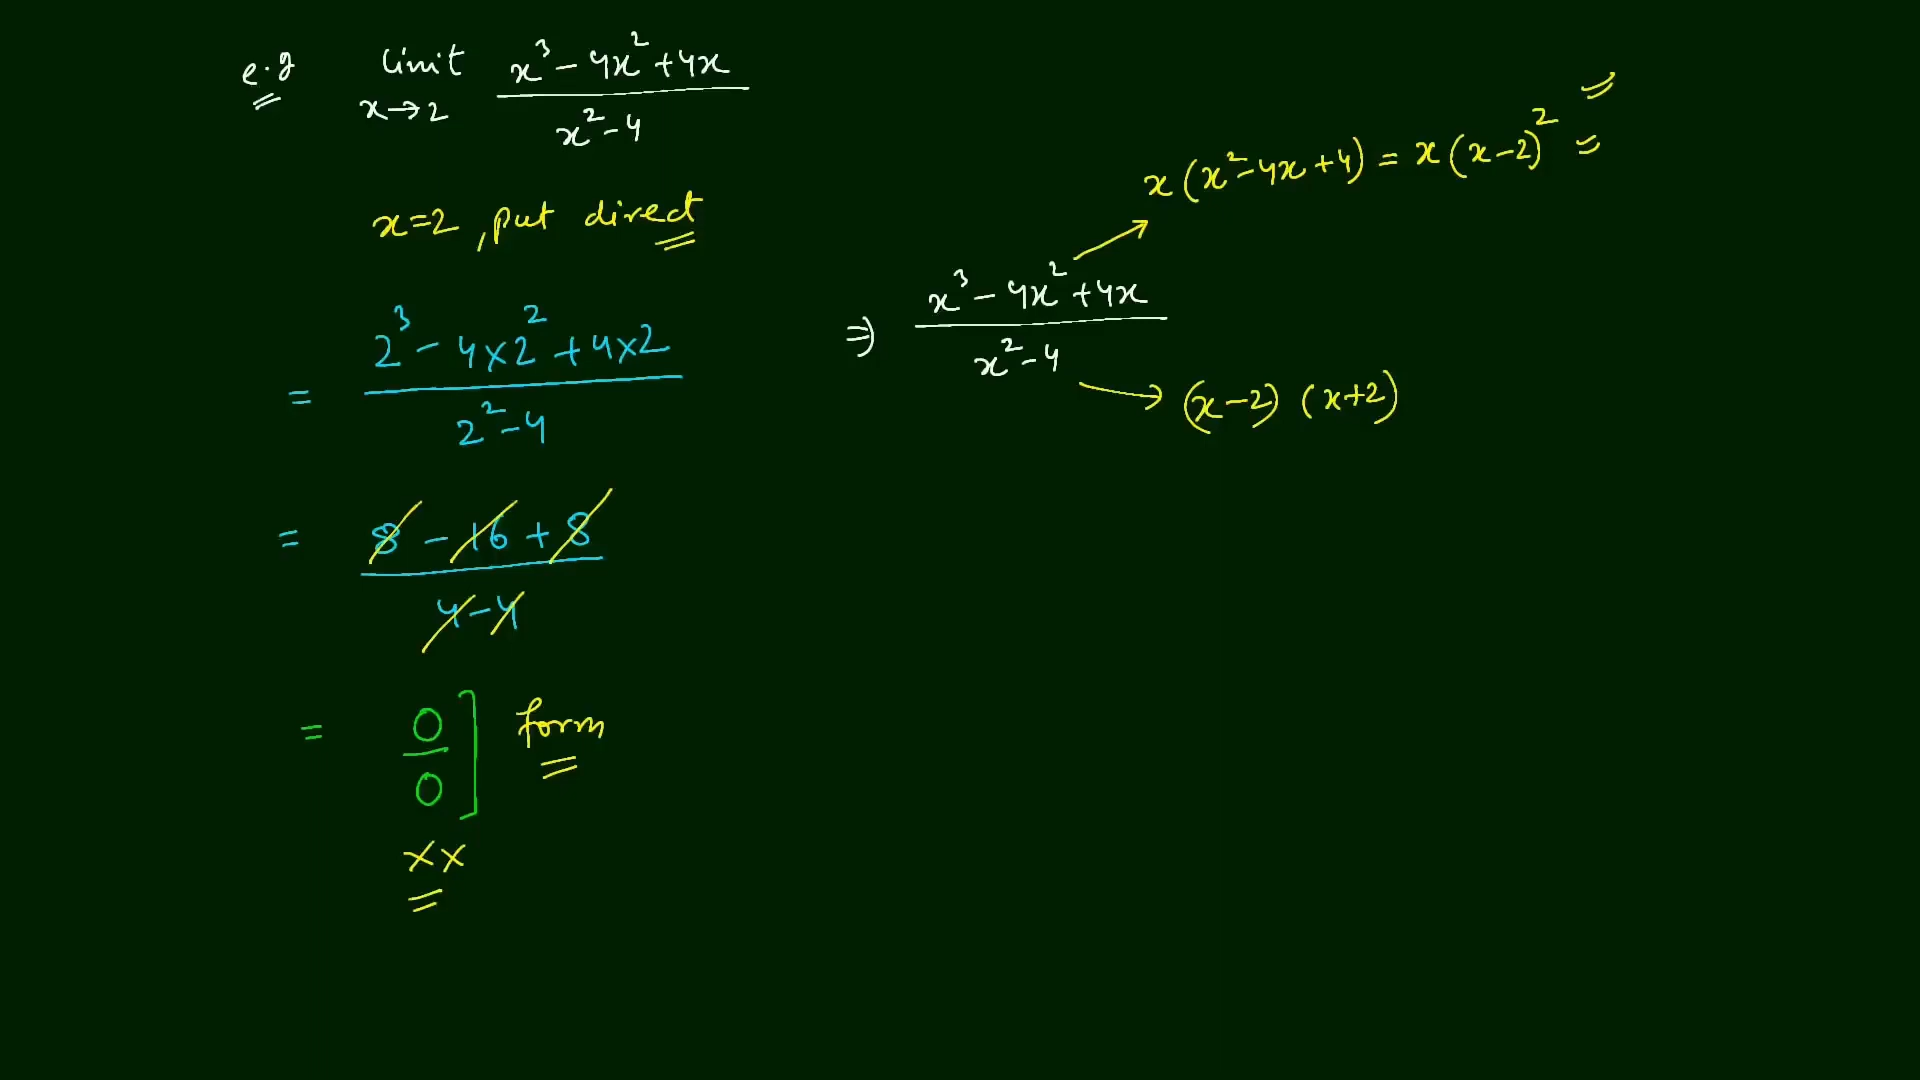 e.g limit x³ - 4x² + 4x
x→2 x² - 4
x=2, put direct
= 2³ - 4×2² + 4×2
2² - 4
= 8 - 16 + 8
4 - 4
= 0 ] form
0
××
x(x² - 4x + 4) = x(x-2)² =
⇒ x³ - 4x² + 4x
x² - 4
→ (x-2) (x+2)